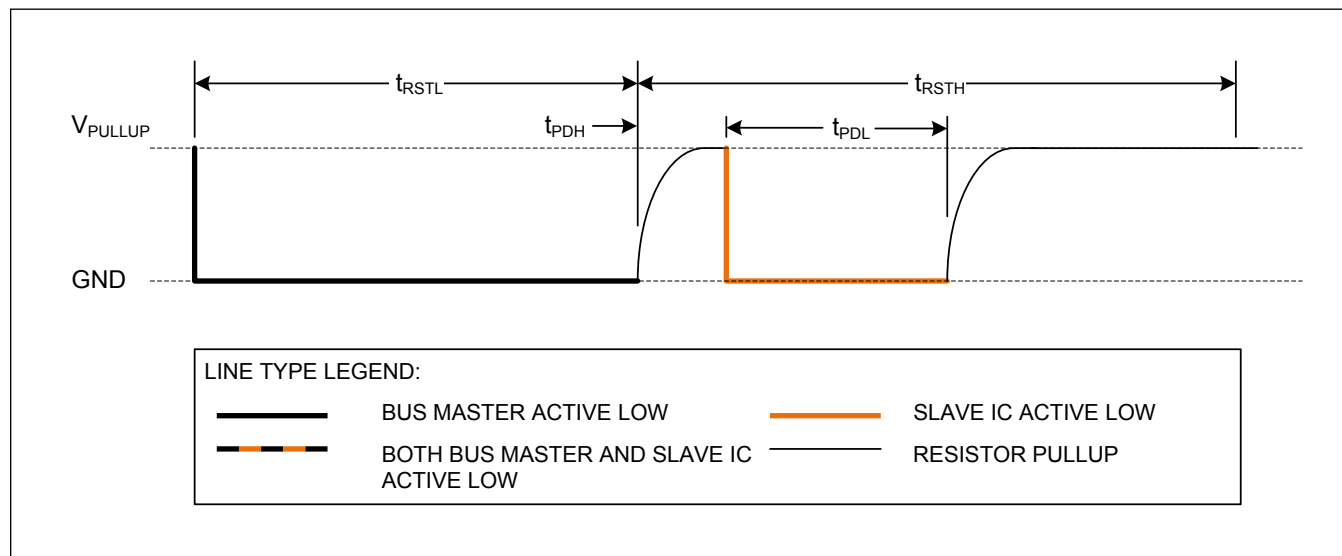 tRSTL
tRSTH
VPULLUP
tPDH
tPDL
GND
LINE TYPE LEGEND:
BUS MASTER ACTIVE LOW
SLAVE IC ACTIVE LOW
BOTH BUS MASTER AND SLAVE IC
ACTIVE LOW
RESISTOR PULLUP